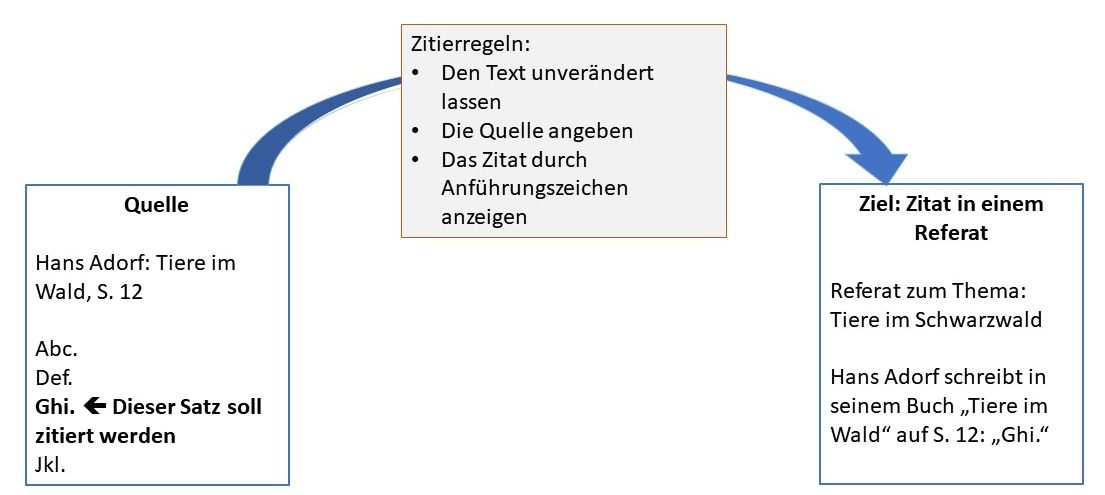 Zitierregeln:
• Den Text unverändert
lassen
• Die Quelle angeben
• Das Zitat durch
Anführungszeichen
anzeigen
Quelle
Hans Adorf: Tiere im
Wald, S. 12
Abc.
Def.
Ghi. 🡸 Dieser Satz soll
zitiert werden
Jkl.
Ziel: Zitat in einem
Referat
Referat zum Thema:
Tiere im Schwarzwald
Hans Adorf schreibt in
seinem Buch „Tiere im
Wald“ auf S. 12: „Ghi.“